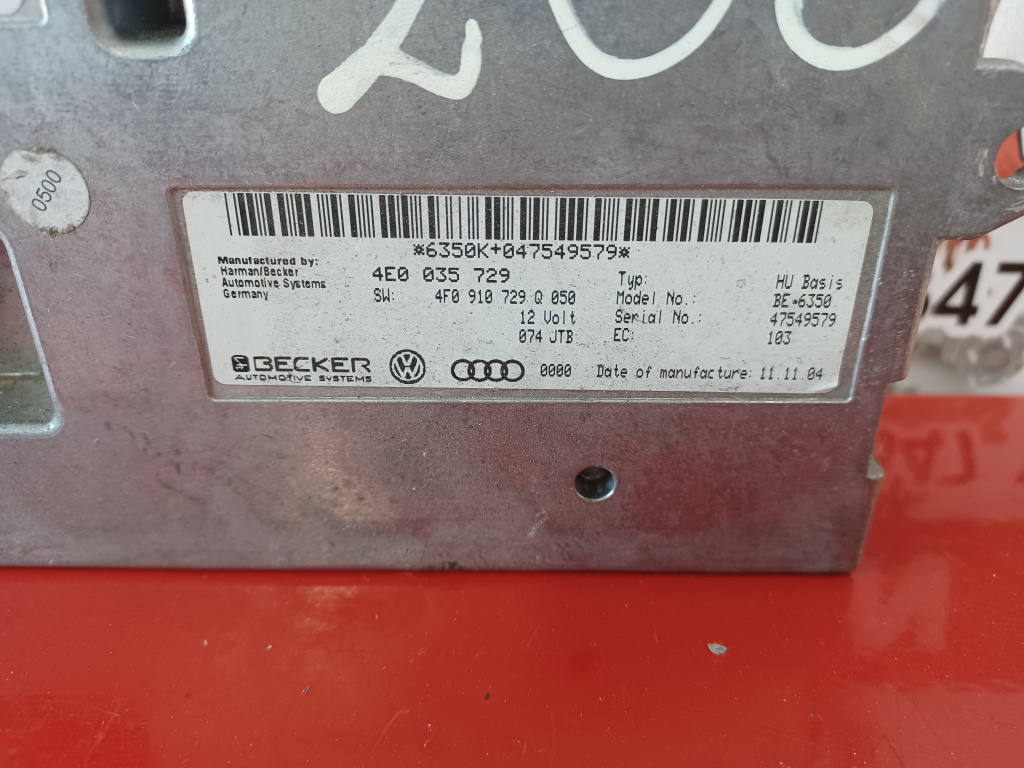 200
0500
*6350K+047549579*
Manufactured by:
Harman/Becker
Automotive Systems
Germany
4E0 035 729
SW: 4F0 910 729 Q 050
12 Volt
074 JTB
Typ: HU Basis
Model No.: BE 6350
Serial No.: 47549579
EC: 103
BECKER
AUTOMOTIVE SYSTEMS
0000
Date of manufacture: 11.11.04
647